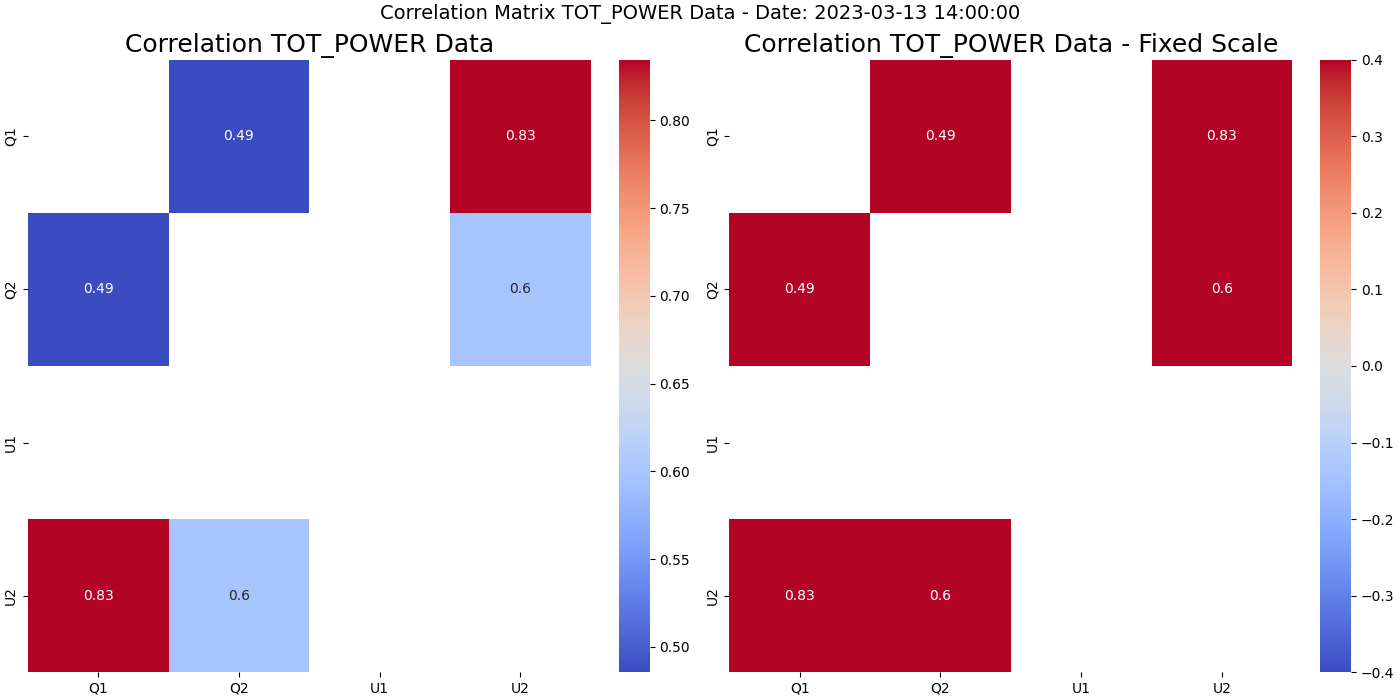 Correlation Matrix TOT_POWER Data - Date: 2023-03-13 14:00:00
Correlation TOT_POWER Data
Q1
Q2
U1
U2
0.49
0.83
0.49
0.6
0.83
0.6
Q1
Q2
U1
U2
0.80
0.75
0.70
0.65
0.60
0.55
0.50
Correlation TOT_POWER Data - Fixed Scale
Q1
Q2
U1
U2
0.49
0.83
0.49
0.6
0.83
0.6
Q1
Q2
U1
U2
0.4
0.3
0.2
0.1
0.0
−0.1
−0.2
−0.3
−0.4